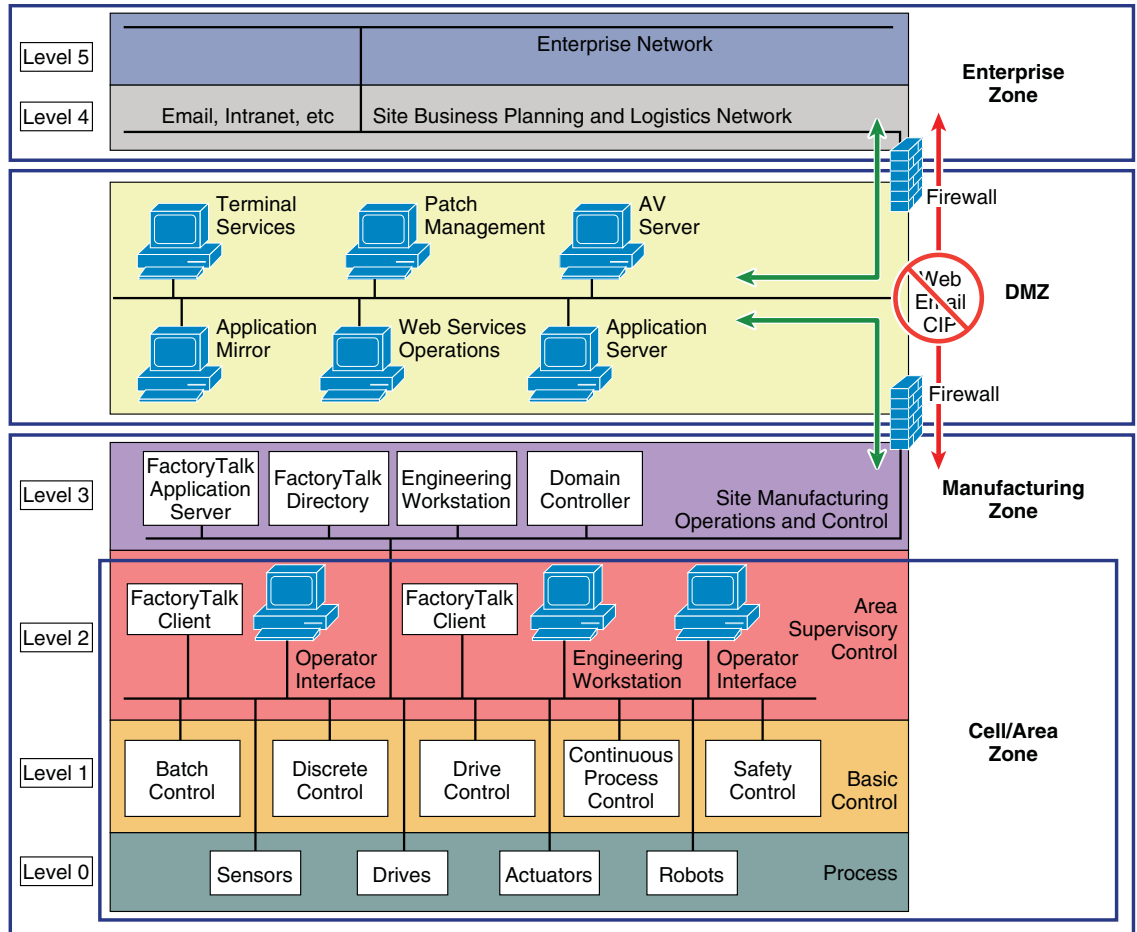 Level 5
Enterprise Network
Enterprise
Zone
Level 4
Email, Intranet, etc
Site Business Planning and Logistics Network
Firewall
Terminal
Services
Patch
Management
AV
Server
Web
Email
CIP
DMZ
Application
Mirror
Web Services
Operations
Application
Server
Firewall
Level 3
FactoryTalk
Application
Server
FactoryTalk
Directory
Engineering
Workstation
Domain
Controller
Site Manufacturing
Operations and Control
Manufacturing
Zone
Level 2
FactoryTalk
Client
Operator
Interface
FactoryTalk
Client
Engineering
Workstation
Operator
Interface
Area
Supervisory
Control
Cell/Area
Zone
Level 1
Batch
Control
Discrete
Control
Drive
Control
Continuous
Process
Control
Safety
Control
Basic
Control
Level 0
Sensors
Drives
Actuators
Robots
Process